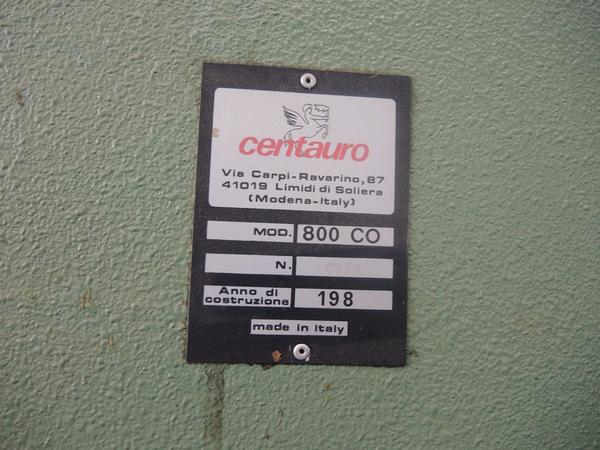 centauro
Via Carpi-Ravarino, 87
41019 Limidi di Soliera
(Modena-Italy)
MOD. 800 CO
N.
Anno di
costruzione 198
made in italy